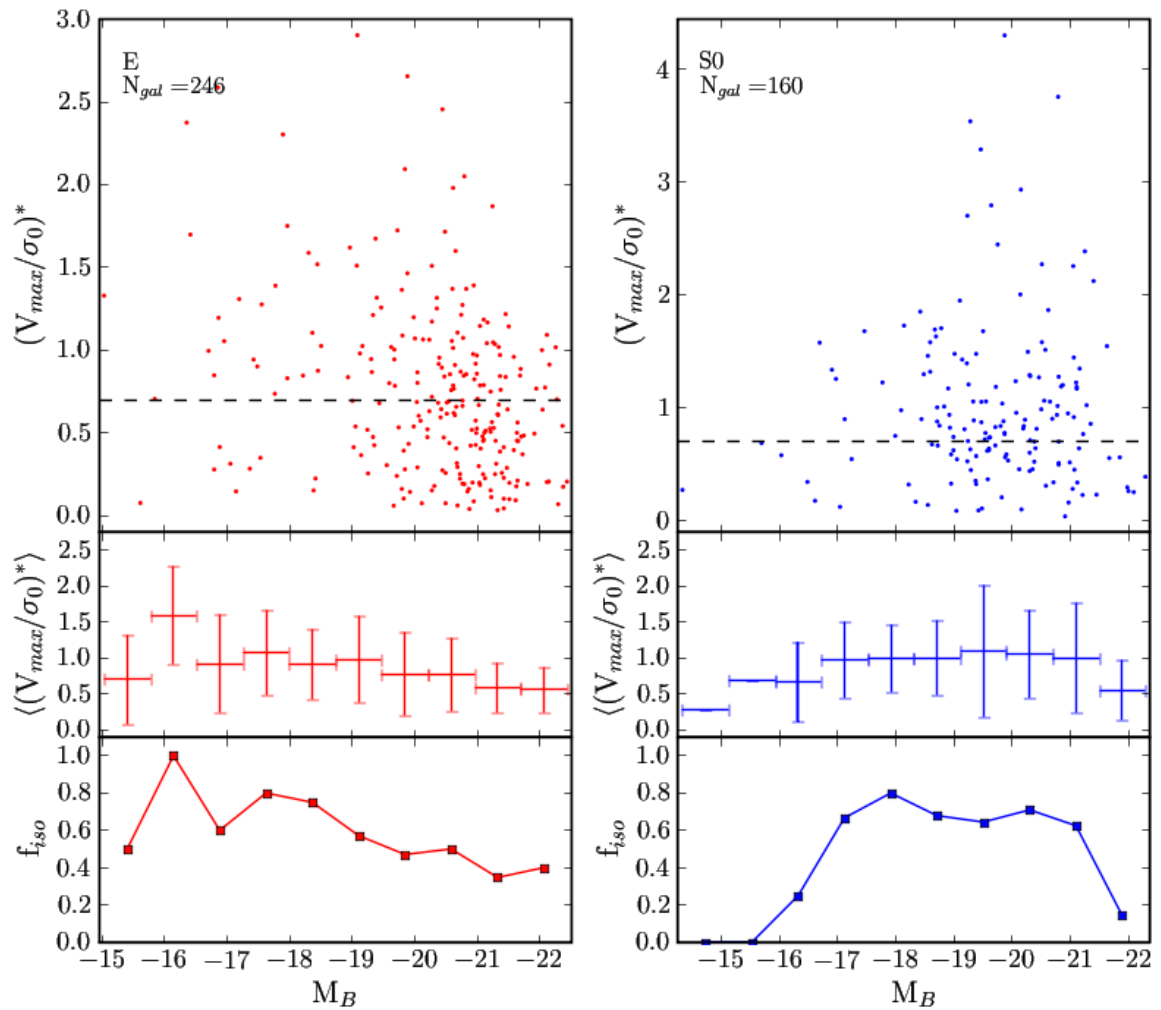 E
N_gal = 246
(V_max/σ_0)*
3.0
2.5
2.0
1.5
1.0
0.5
0.0
⟨(V_max/σ_0)*⟩
2.5
2.0
1.5
1.0
0.5
0.0
f_iso
1.0
0.8
0.6
0.4
0.2
0.0
−15 −16 −17 −18 −19 −20 −21 −22
M_B
S0
N_gal = 160
(V_max/σ_0)*
4
3
2
1
0
⟨(V_max/σ_0)*⟩
2.5
2.0
1.5
1.0
0.5
0.0
f_iso
1.0
0.8
0.6
0.4
0.2
0.0
−15 −16 −17 −18 −19 −20 −21 −22
M_B